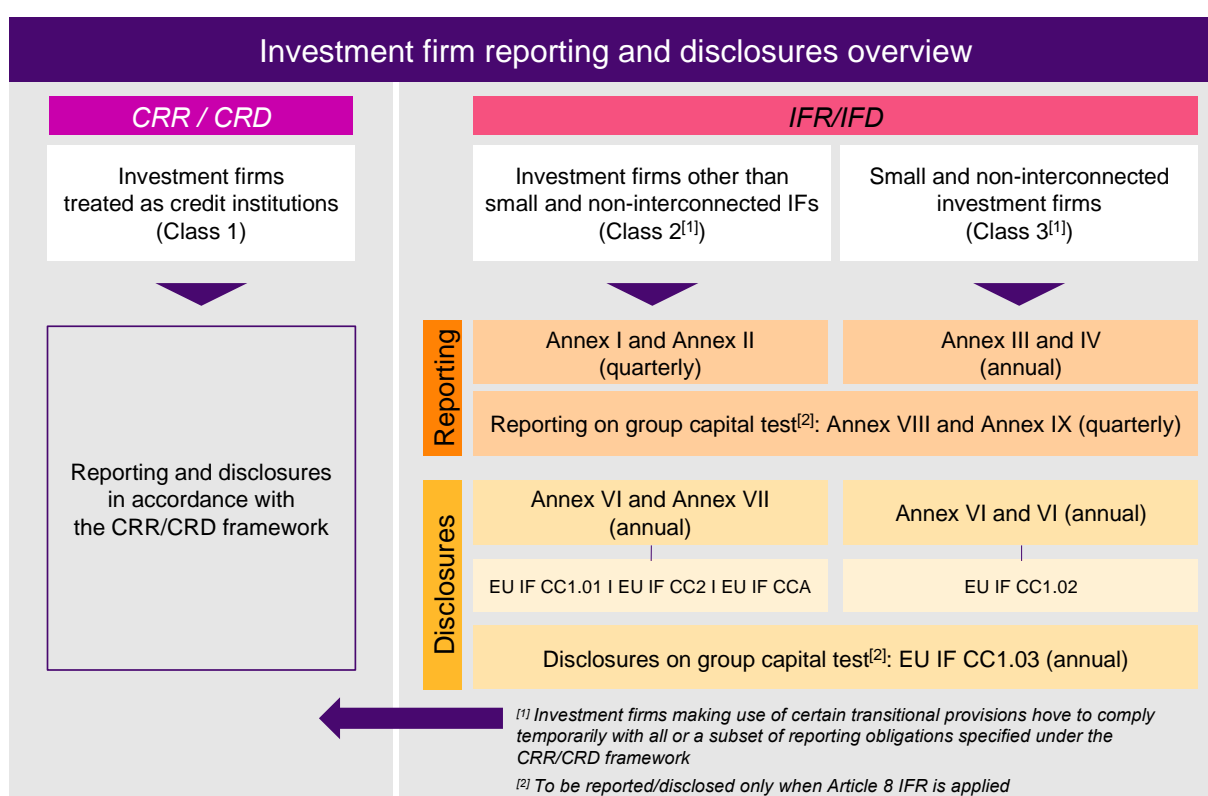 Investment firm reporting and disclosures overview
CRR / CRD
IFR/IFD
Investment firms
treated as credit institutions
(Class 1)
Investment firms other than
small and non-interconnected IFs
(Class 2[1])
Small and non-interconnected
investment firms
(Class 3[1])
Reporting and disclosures
in accordance with
the CRR/CRD framework
Reporting
Annex I and Annex II
(quarterly)
Annex III and IV
(annual)
Reporting on group capital test[2]: Annex VIII and Annex IX (quarterly)
Disclosures
Annex VI and Annex VII
(annual)
Annex VI and VI (annual)
EU IF CC1.01 I EU IF CC2 I EU IF CCA
EU IF CC1.02
Disclosures on group capital test[2]: EU IF CC1.03 (annual)
[1] Investment firms making use of certain transitional provisions hove to comply
temporarily with all or a subset of reporting obligations specified under the
CRR/CRD framework
[2] To be reported/disclosed only when Article 8 IFR is applied